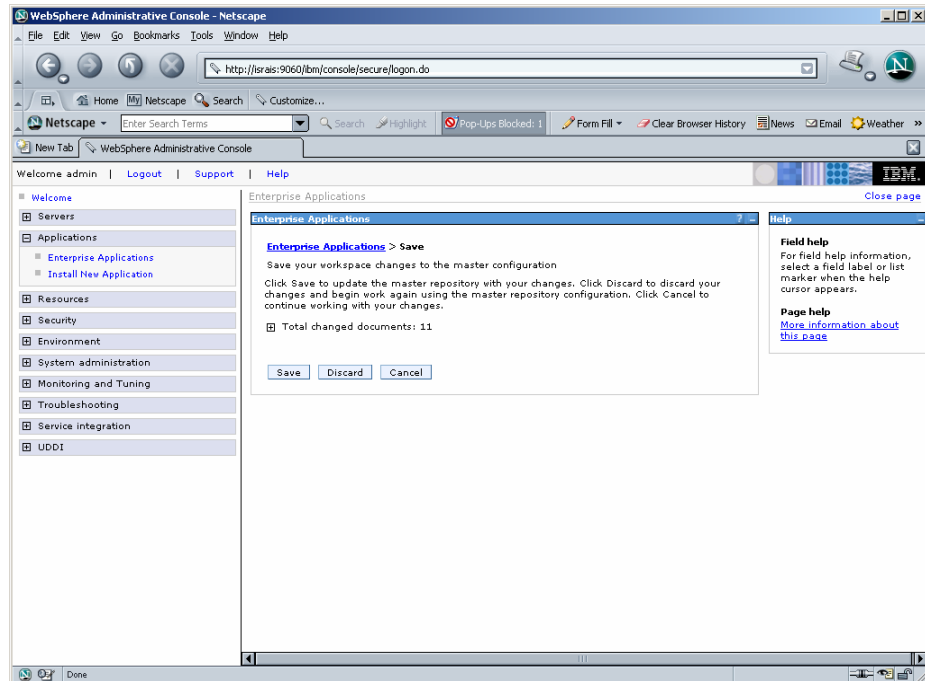 WebSphere Administrative Console - Netscape
File Edit View Go Bookmarks Tools Window Help
http://israis:9060/ibm/console/secure/logon.do
Home My Netscape Search Customize...
Netscape Enter Search Terms Search Highlight Pop-Ups Blocked: 1 Form Fill Clear Browser History News Email Weather »
New Tab WebSphere Administrative Console
Welcome admin | Logout | Support | Help IBM.
Welcome
Servers
Applications
Enterprise Applications
Install New Application
Resources
Security
Environment
System administration
Monitoring and Tuning
Troubleshooting
Service integration
UDDI
Enterprise Applications Close page
Enterprise Applications ? -
Enterprise Applications > Save
Save your workspace changes to the master configuration
Click Save to update the master repository with your changes. Click Discard to discard your
changes and begin work again using the master repository configuration. Click Cancel to
continue working with your changes.
Total changed documents: 11
Save Discard Cancel
Help -
Field help
For field help information,
select a field label or list
marker when the help
cursor appears.
Page help
More information about
this page
Done